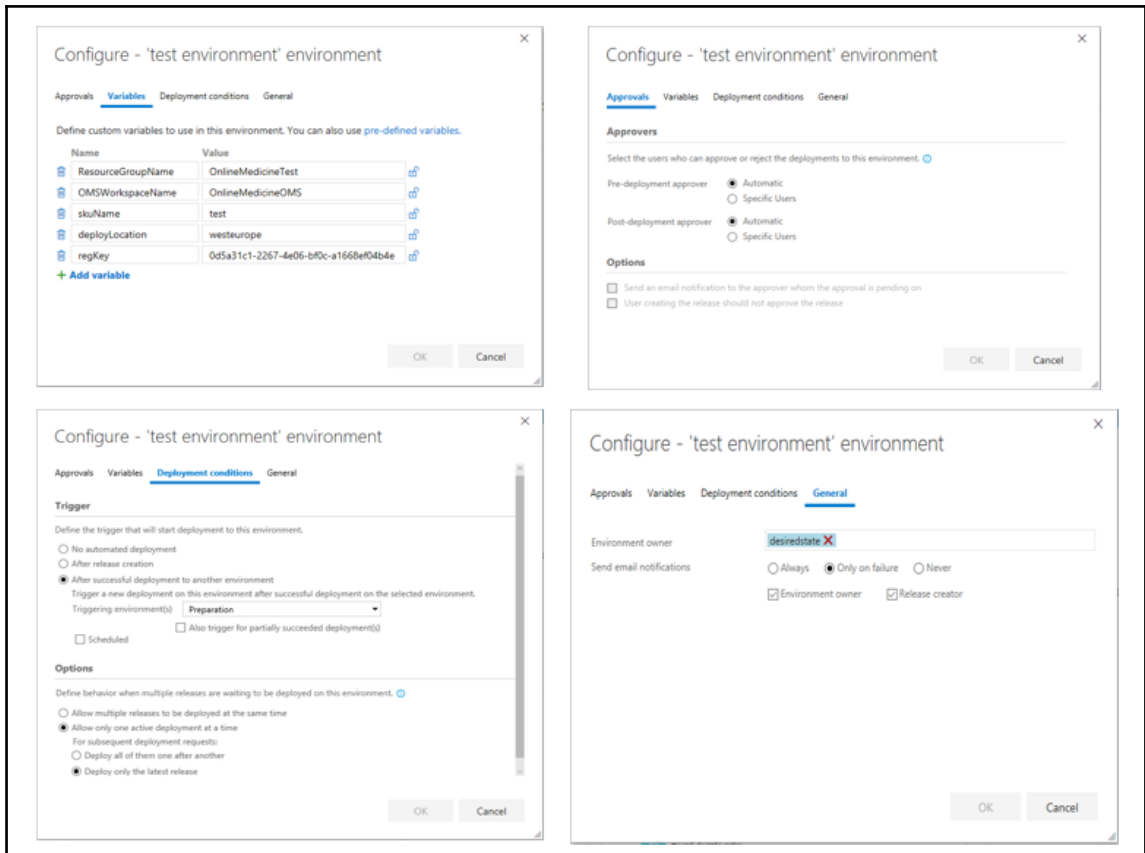 Configure - 'test environment' environment
Approvals Variables Deployment conditions General
Define custom variables to use in this environment. You can also use pre-defined variables.
Name Value
ResourceGroupName OnlineMedicineTest
OMSWorkspaceName OnlineMedicineOMS
skuName test
deployLocation westeurope
regKey 0d5a31c1-2267-4e06-bf0c-a1668ef04b4e
+ Add variable
OK Cancel
Configure - 'test environment' environment
Approvals Variables Deployment conditions General
Approvers
Select the users who can approve or reject the deployments to this environment.
Pre-deployment approver Automatic
Specific Users
Post-deployment approver Automatic
Specific Users
Options
Send an email notification to the approver whom the approval is pending on
User creating the release should not approve the release
OK Cancel
Configure - 'test environment' environment
Approvals Variables Deployment conditions General
Trigger
Define the trigger that will start deployment to this environment.
No automated deployment
After release creation
After successful deployment to another environment
Trigger a new deployment on this environment after successful deployment on the selected environment.
Triggering environment(s) Preparation
Also trigger for partially succeeded deployment(s)
Scheduled
Options
Define behavior when multiple releases are waiting to be deployed on this environment.
Allow multiple releases to be deployed at the same time
Allow only one active deployment at a time
For subsequent deployment requests:
Deploy all of them one after another
Deploy only the latest release
OK Cancel
Configure - 'test environment' environment
Approvals Variables Deployment conditions General
Environment owner desiredstate
Send email notifications Always Only on failure Never
Environment owner Release creator
OK Cancel